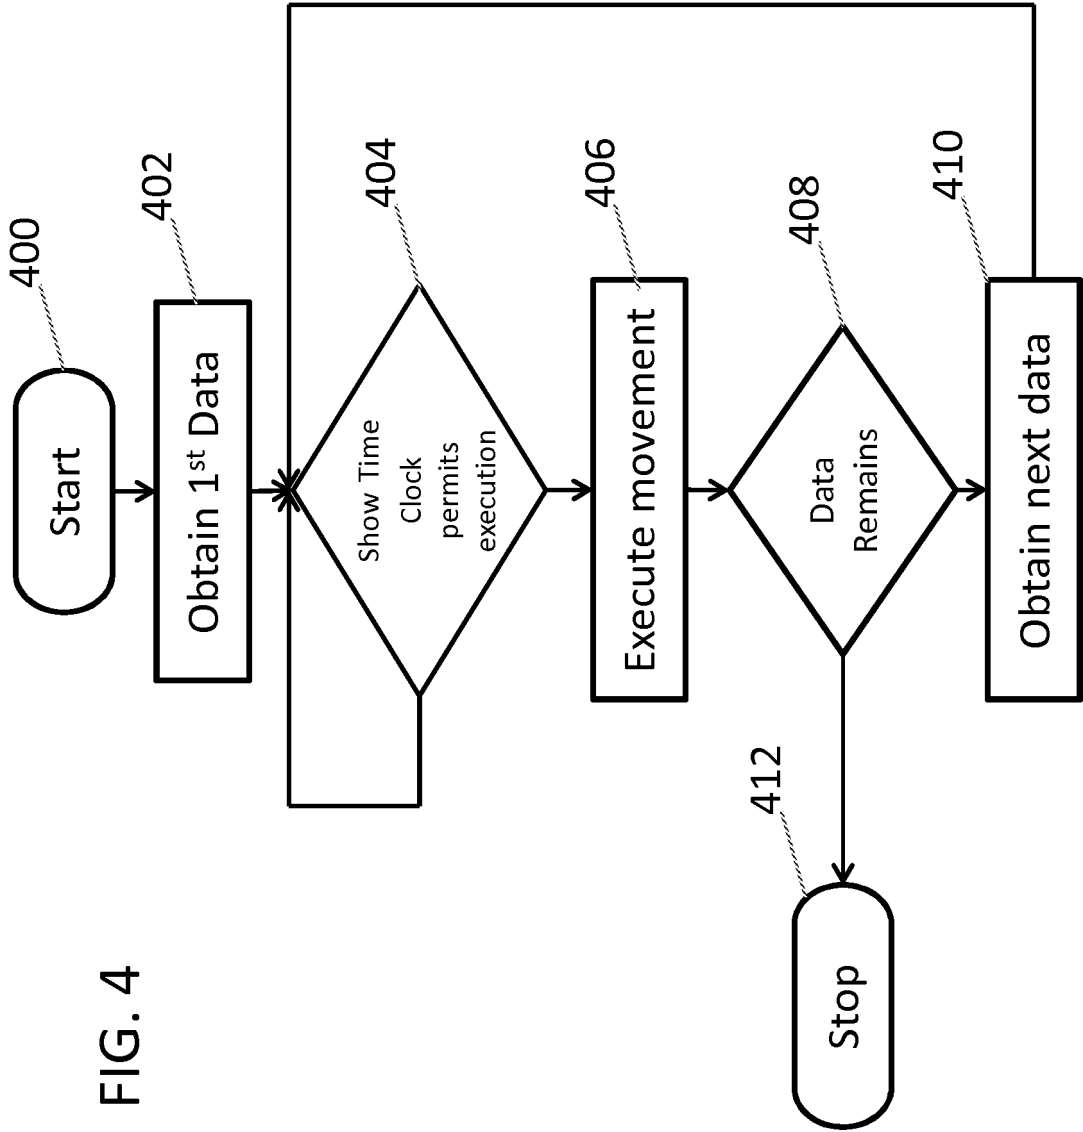 FIG. 4
400
Start
402
Obtain 1st Data
404
Show Time
Clock
permits
execution
406
Execute movement
408
Data
Remains
410
Obtain next data
412
Stop